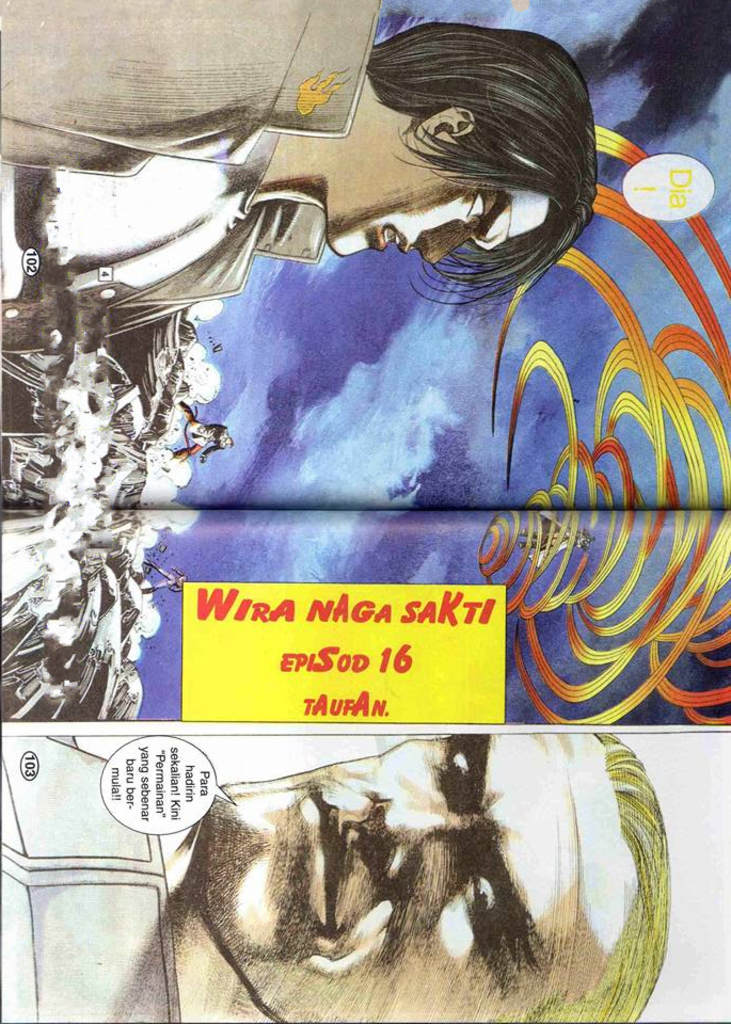 Dia
!
4
102
WIRA NAGA SAKTI
EPISOD 16
TAUFAN.
Para
hadirin
sekalian! Kini
"Permainan"
yang sebenar
baru ber-
mula!!
103